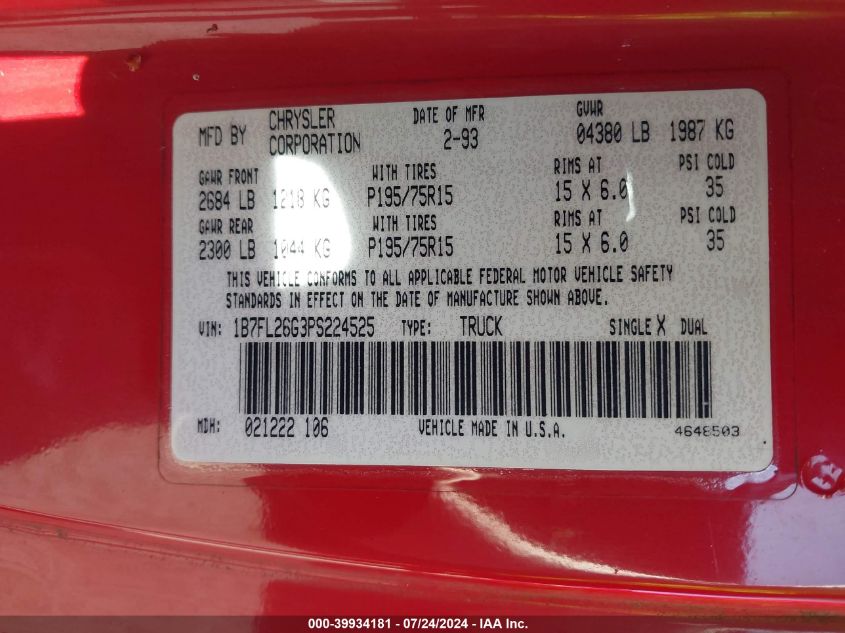 MFD BY CHRYSLER CORPORATION DATE OF MFR 2-93 GVWR 04380 LB 1987 KG
GAWR FRONT WITH TIRES RIMS AT PSI COLD
2684 LB 1218 KG P195/75R15 15 X 6.0 35
GAWR REAR WITH TIRES RIMS AT PSI COLD
2300 LB 1044 KG P195/75R15 15 X 6.0 35
THIS VEHICLE CONFORMS TO ALL APPLICABLE FEDERAL MOTOR VEHICLE SAFETY
STANDARDS IN EFFECT ON THE DATE OF MANUFACTURE SHOWN ABOVE.
VIN: 1B7FL26G3PS224525 TYPE: TRUCK SINGLE X DUAL
MDH: 021222 106 VEHICLE MADE IN U.S.A. 4648503
000-39934181 - 07/24/2024 - IAA Inc.